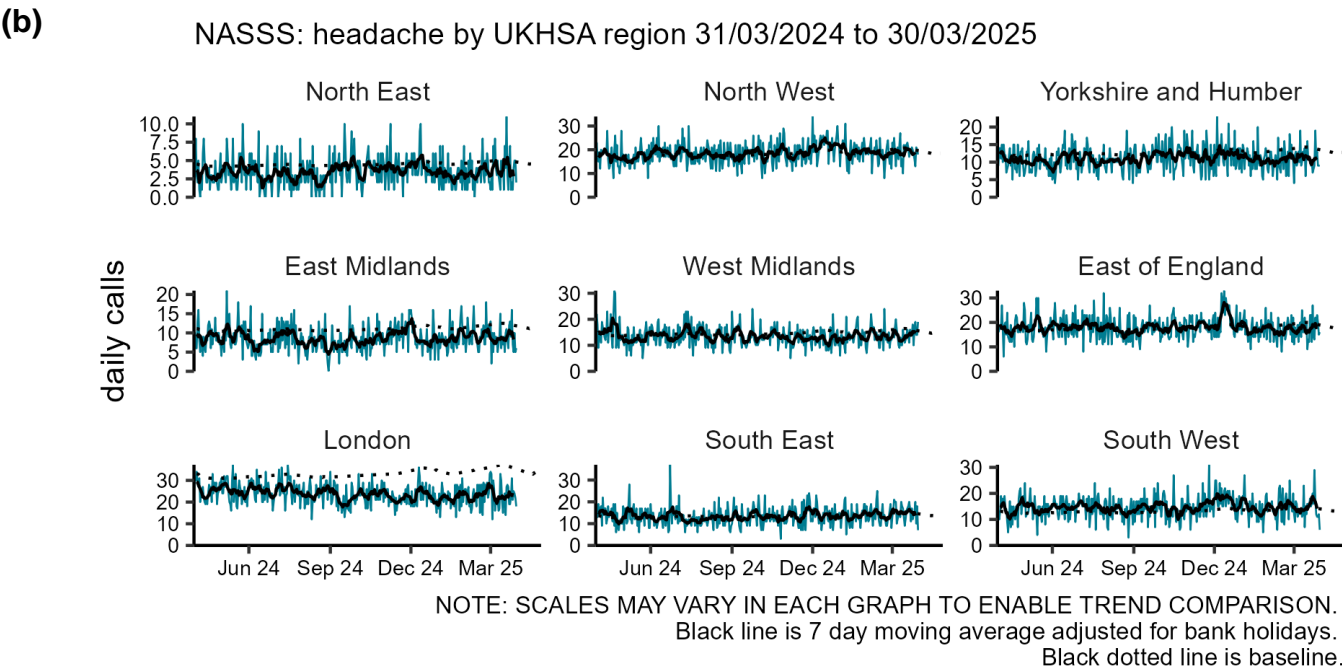 (b)
NASSS: headache by UKHSA region 31/03/2024 to 30/03/2025
North East
North West
Yorkshire and Humber
10.0
7.5
5.0
2.5
0.0
30
20
10
0
20
15
10
5
0
daily calls
East Midlands
West Midlands
East of England
20
15
10
5
0
30
20
10
0
30
20
10
0
London
South East
South West
30
20
10
0
30
20
10
0
30
20
10
0
Jun 24 Sep 24 Dec 24 Mar 25
Jun 24 Sep 24 Dec 24 Mar 25
Jun 24 Sep 24 Dec 24 Mar 25
NOTE: SCALES MAY VARY IN EACH GRAPH TO ENABLE TREND COMPARISON.
Black line is 7 day moving average adjusted for bank holidays.
Black dotted line is baseline.